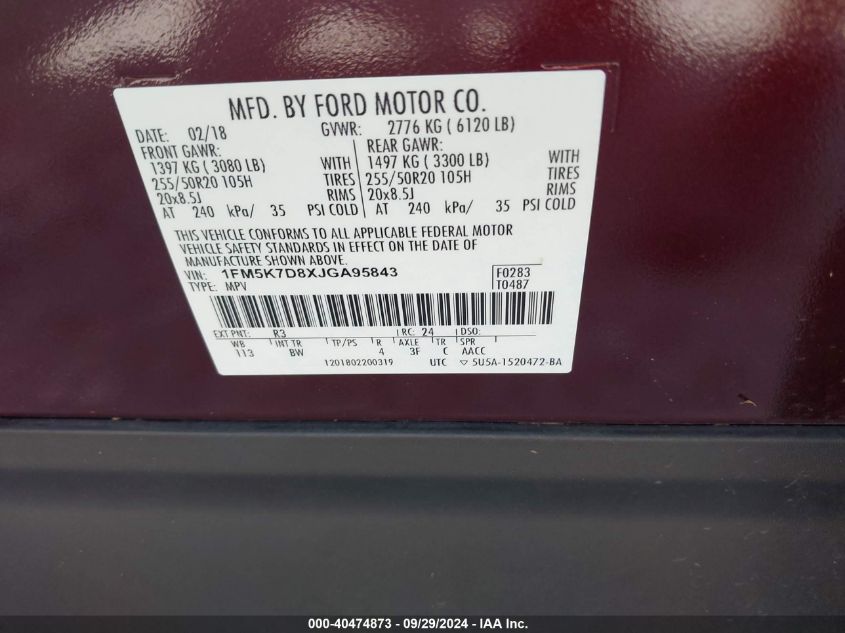 MFD. BY FORD MOTOR CO.
DATE: 02/18 GVWR: 2776 KG ( 6120 LB)
FRONT GAWR: REAR GAWR:
1397 KG ( 3080 LB) WITH 1497 KG ( 3300 LB) WITH
255/50R20 105H TIRES 255/50R20 105H TIRES
20x8.5J RIMS 20x8.5J RIMS
AT 240 kPa/ 35 PSI COLD AT 240 kPa/ 35 PSI COLD
THIS VEHICLE CONFORMS TO ALL APPLICABLE FEDERAL MOTOR
VEHICLE SAFETY STANDARDS IN EFFECT ON THE DATE OF
MANUFACTURE SHOWN ABOVE.
VIN: 1FM5K7D8XJGA95843 F0283
TYPE: MPV T0487
EXT PNT: R3 RC: 24 DSO:
WB INT TR TP/PS R AXLE TR SPR
113 BW 4 3F C AACC
1201802200319 UTC ▽ 5U5A-1520472-BA
000-40474873 - 09/29/2024 - IAA Inc.